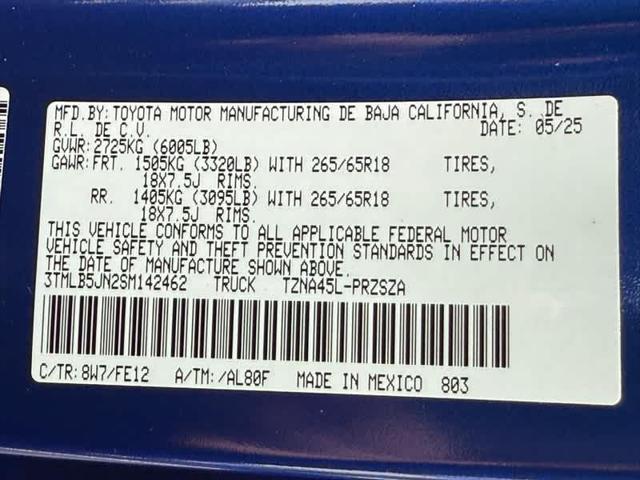 MFD.BY:TOYOTA MOTOR MANUFACTURING DE BAJA CALIFORNIA, S. DE
R.L. DE C.V. DATE: 05/25
GVWR:2725KG (6005LB)
GAWR:FRT. 1505KG (3320LB) WITH 265/65R18 TIRES,
18X7.5J RIMS.
RR. 1405KG (3095LB) WITH 265/65R18 TIRES,
18X7.5J RIMS.
THIS VEHICLE CONFORMS TO ALL APPLICABLE FEDERAL MOTOR
VEHICLE SAFETY AND THEFT PREVENTION STANDARDS IN EFFECT ON
THE DATE OF MANUFACTURE SHOWN ABOVE.
3TMLB5JN2SM142462 TRUCK TZNA45L-PRZSZA
C/TR:8W7/FE12 A/TM:/AL80F MADE IN MEXICO 803